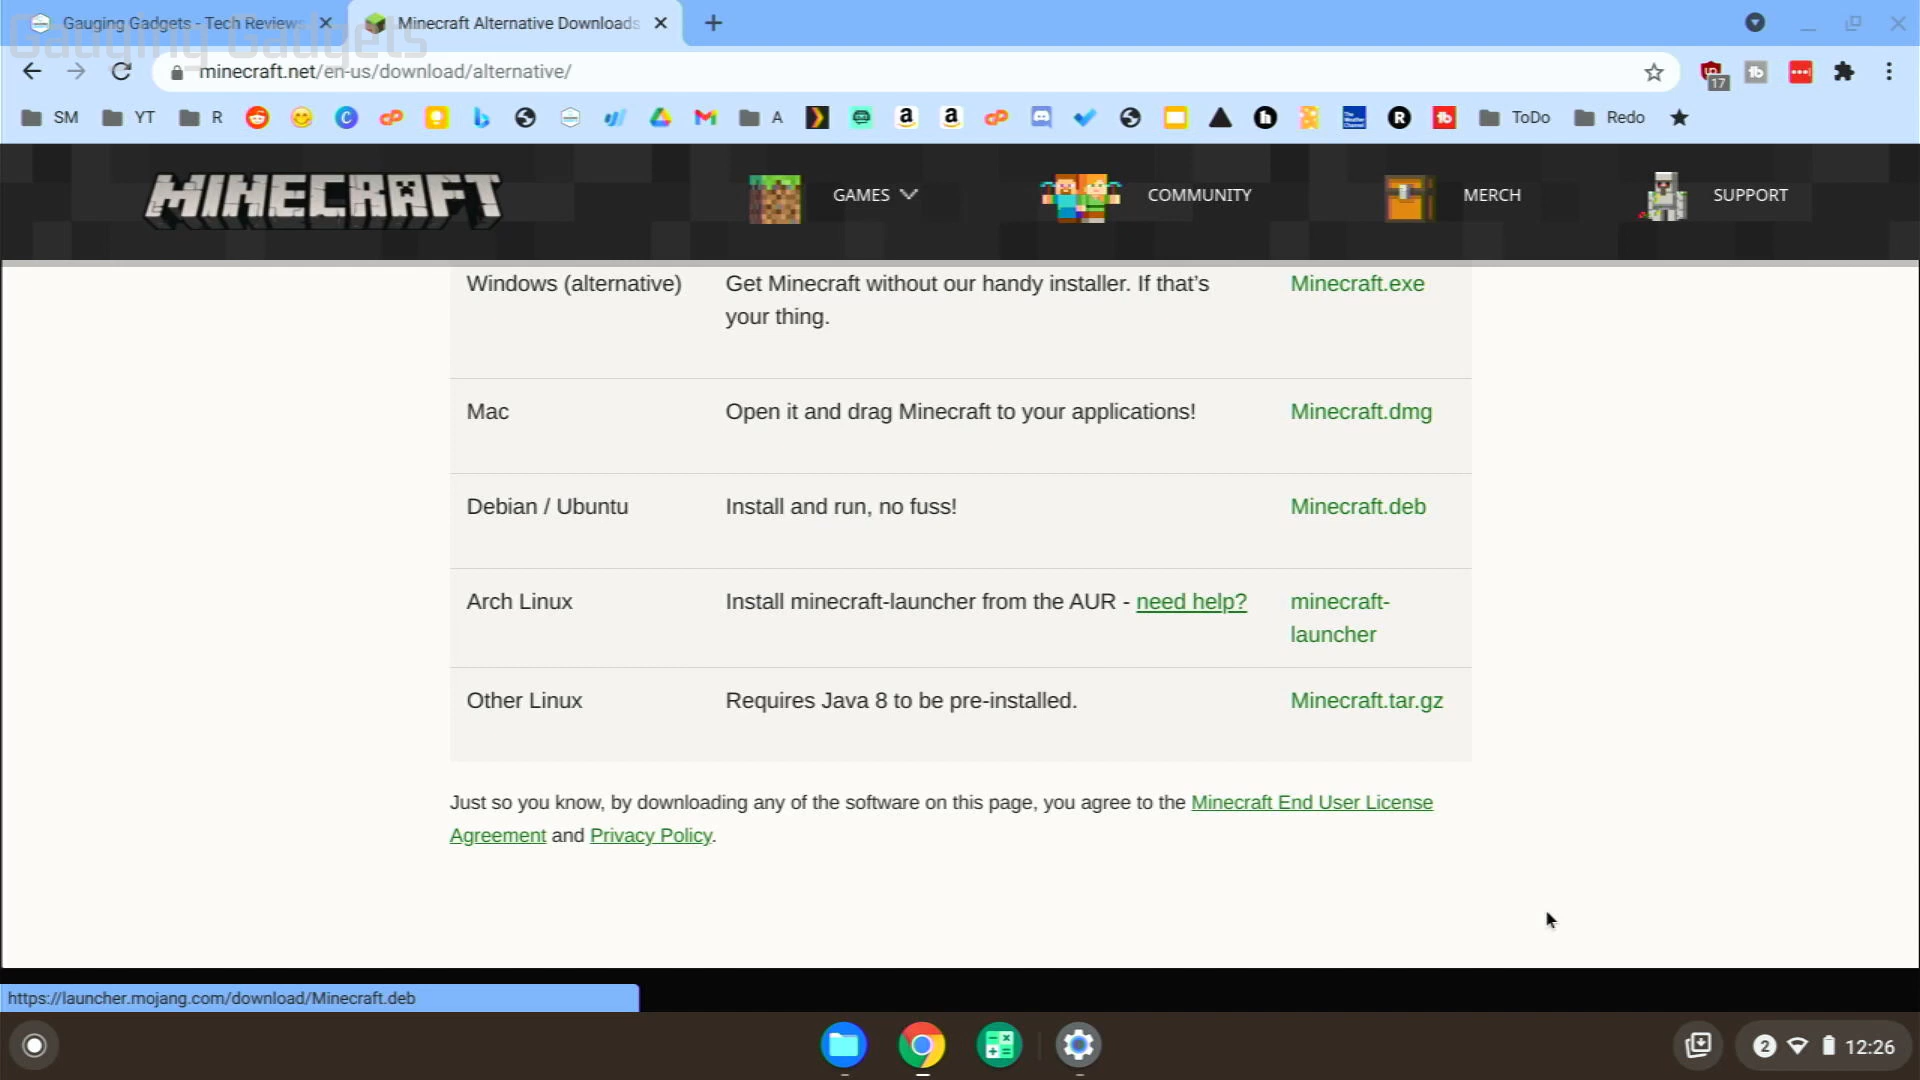 Gauging Gadgets - Tech Reviews
Minecraft Alternative Downloads
Gauging Gadgets
minecraft.net/en-us/download/alternative/
17
SM YT R A ToDo Redo
MINECRAFT
GAMES COMMUNITY MERCH SUPPORT
Windows (alternative) Get Minecraft without our handy installer. If that's Minecraft.exe
your thing.
Mac Open it and drag Minecraft to your applications! Minecraft.dmg
Debian / Ubuntu Install and run, no fuss! Minecraft.deb
Arch Linux Install minecraft-launcher from the AUR - need help? minecraft-
launcher
Other Linux Requires Java 8 to be pre-installed. Minecraft.tar.gz
Just so you know, by downloading any of the software on this page, you agree to the Minecraft End User License
Agreement and Privacy Policy.
https://launcher.mojang.com/download/Minecraft.deb
2 12:26